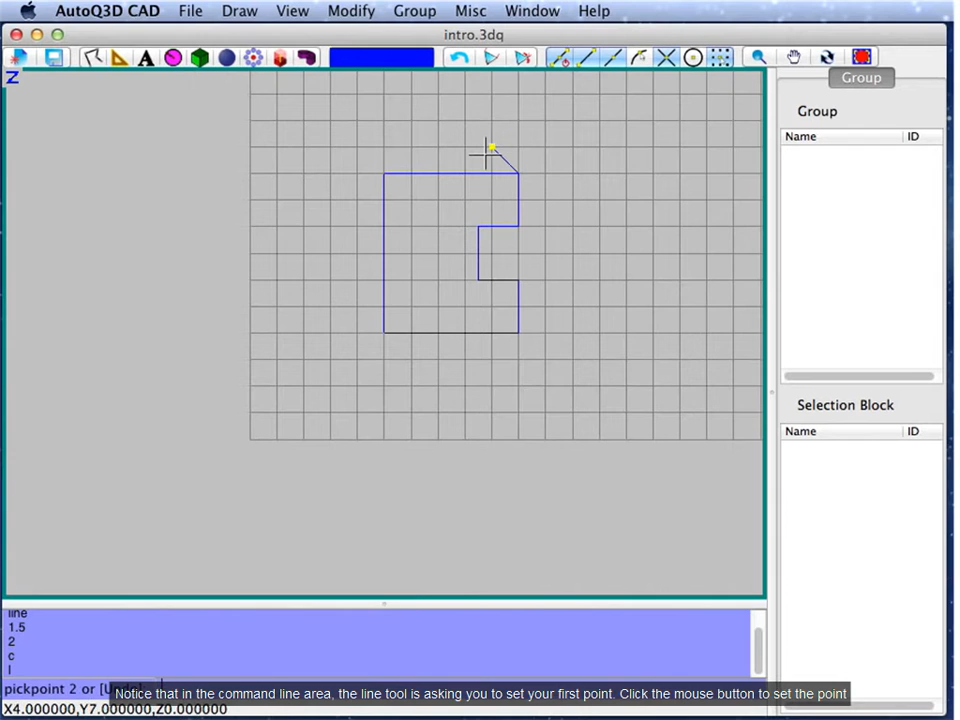 AutoQ3D CAD File Draw View Modify Group Misc Window Help
intro.3dq
A
Z
Group
Group
Name ID
Selection Block
Name ID
line
1.5
2
c
l
pickpoint 2 or
Notice that in the command line area, the line tool is asking you to set your first point. Click the mouse button to set the point
X4.000000,Y7.000000,Z0.000000